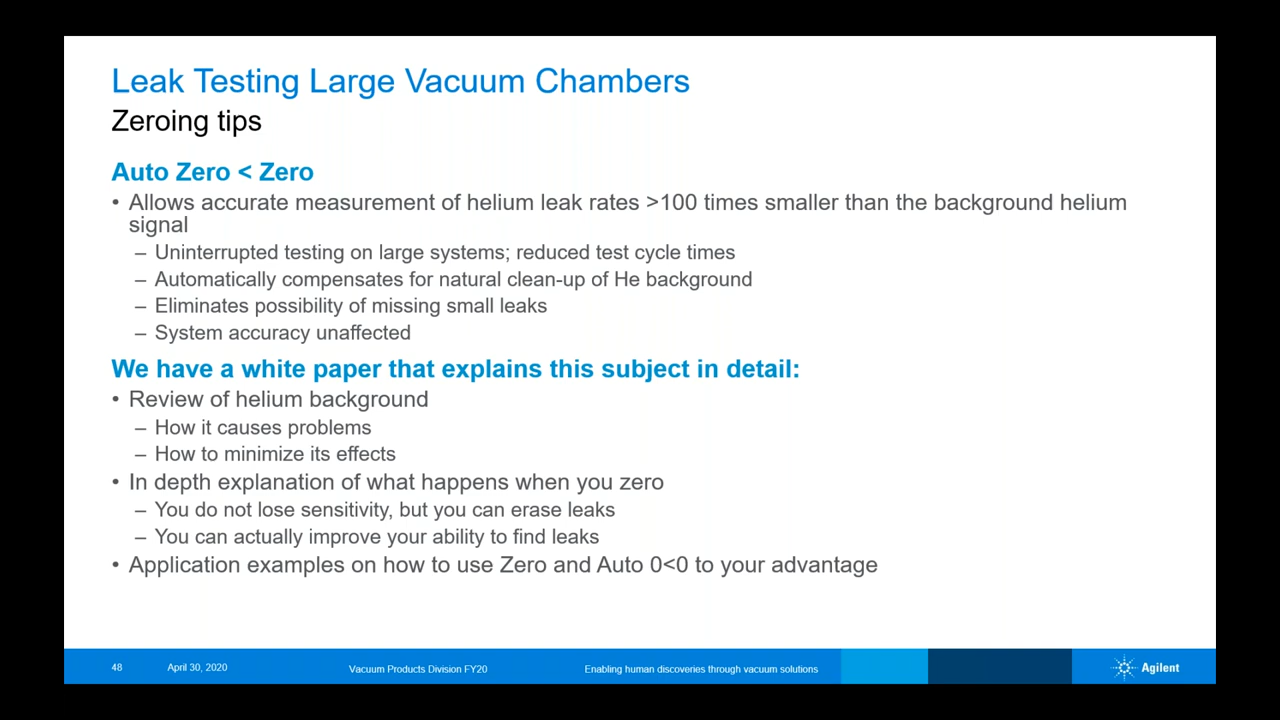 Leak Testing Large Vacuum Chambers
Zeroing tips
Auto Zero < Zero
• Allows accurate measurement of helium leak rates >100 times smaller than the background helium
signal
– Uninterrupted testing on large systems; reduced test cycle times
– Automatically compensates for natural clean-up of He background
– Eliminates possibility of missing small leaks
– System accuracy unaffected
We have a white paper that explains this subject in detail:
• Review of helium background
– How it causes problems
– How to minimize its effects
• In depth explanation of what happens when you zero
– You do not lose sensitivity, but you can erase leaks
– You can actually improve your ability to find leaks
• Application examples on how to use Zero and Auto 0<0 to your advantage
48 April 30, 2020 Vacuum Products Division FY20 Enabling human discoveries through vacuum solutions Agilent